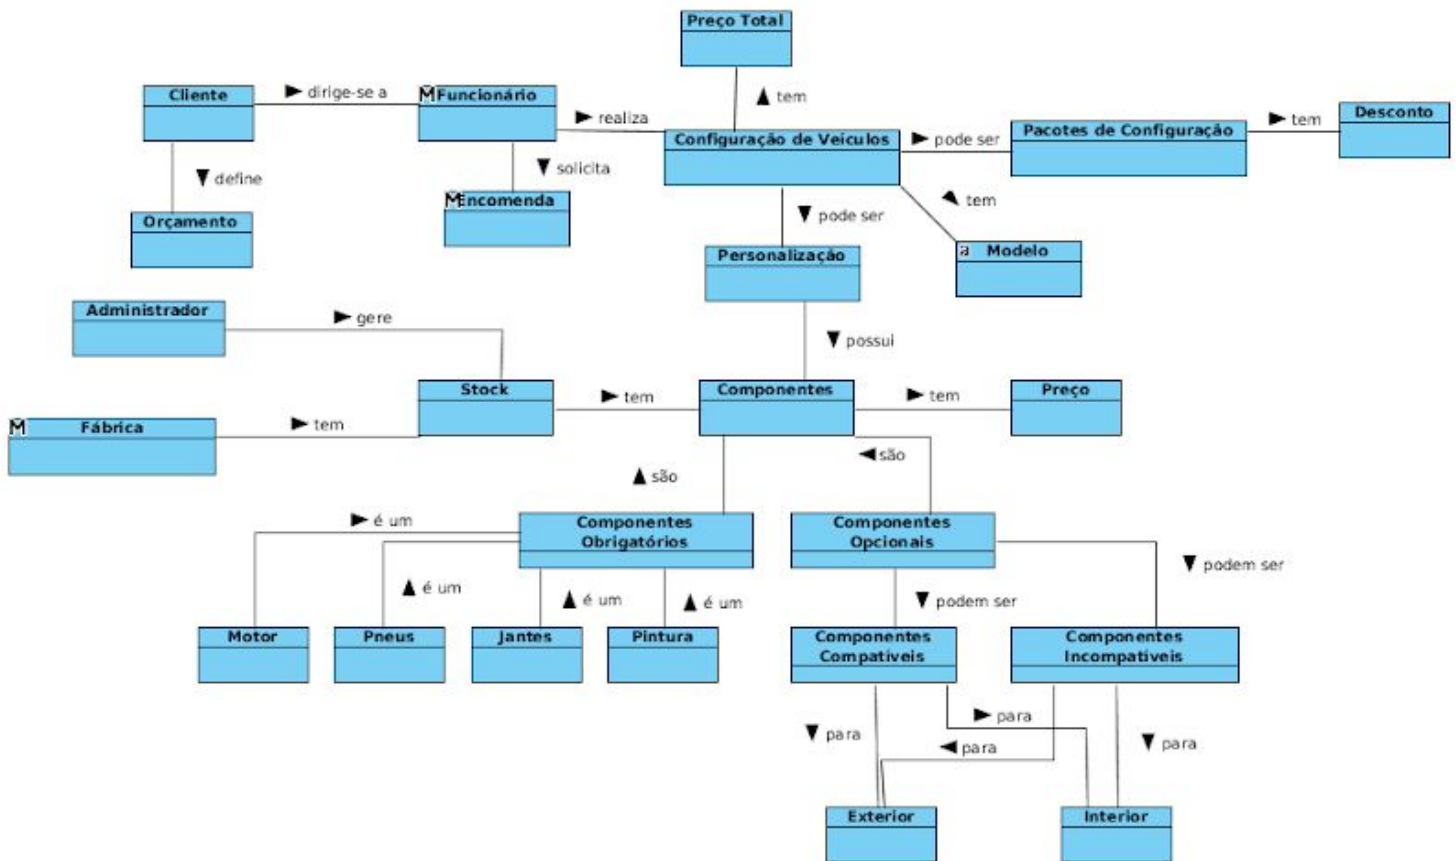 Preço Total
tem
Cliente
dirige-se a
M Funcionário
realiza
Configuração de Veículos
pode ser
Pacotes de Configuração
tem
Desconto
define
solicita
Orçamento
M Encomenda
pode ser
tem
Personalização
a Modelo
Administrador
gere
possui
Stock
tem
Componentes
tem
Preço
M Fábrica
tem
são
são
é um
Componentes
Obrigatórios
Componentes
Opcionais
é um
é um
é um
podem ser
podem ser
Motor
Pneus
Jantes
Pintura
Componentes
Compatíveis
Componentes
Incompatíveis
para
para
para
para
Exterior
Interior